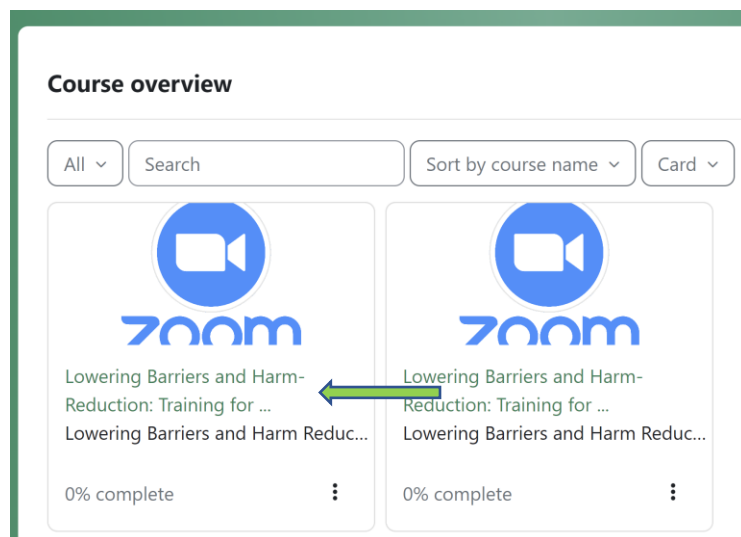 Course overview
All
Search
Sort by course name
Card
zoom
Lowering Barriers and Harm-
Reduction: Training for ...
Lowering Barriers and Harm Reduc...
0% complete
zoom
Lowering Barriers and Harm-
Reduction: Training for ...
Lowering Barriers and Harm Reduc...
0% complete